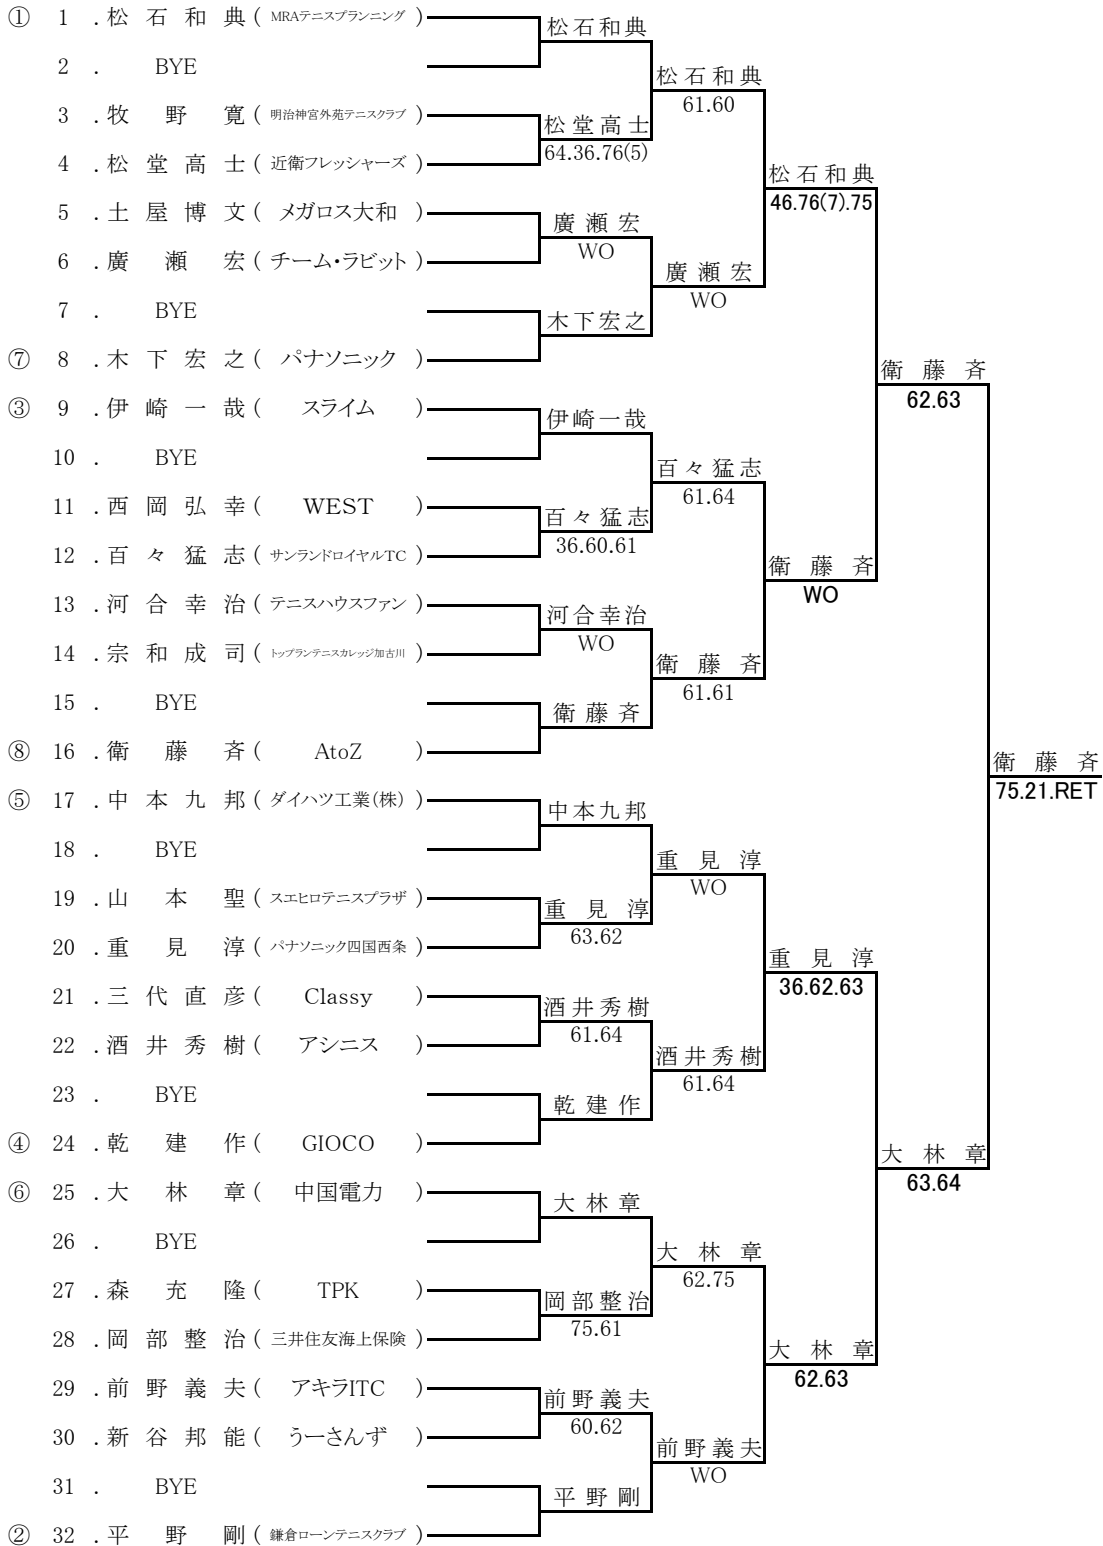 ① 1 . 松石和典 ( MRAテニスプランニング )
2 . BYE
3 . 牧野寛 ( 明治神宮外苑テニスクラブ )
4 . 松堂高士 ( 近衛フレッシャーズ )
5 . 土屋博文 ( メガロス大和 )
6 . 廣瀬宏 ( チーム・ラビット )
7 . BYE
⑦ 8 . 木下宏之 ( パナソニック )
③ 9 . 伊崎一哉 ( スライム )
10 . BYE
11 . 西岡弘幸 ( WEST )
12 . 百々猛志 ( サンランドロイヤルTC )
13 . 河合幸治 ( テニスハウスファン )
14 . 宗和成司 ( トップランテニスカレッジ加古川 )
15 . BYE
⑧ 16 . 衛藤斉 ( AtoZ )
⑤ 17 . 中本九邦 ( ダイハツ工業(株) )
18 . BYE
19 . 山本聖 ( スエヒロテニスプラザ )
20 . 重見淳 ( パナソニック四国西条 )
21 . 三代直彦 ( Classy )
22 . 酒井秀樹 ( アシニス )
23 . BYE
④ 24 . 乾建作 ( GIOCO )
⑥ 25 . 大林章 ( 中国電力 )
26 . BYE
27 . 森充隆 ( TPK )
28 . 岡部整治 ( 三井住友海上保険 )
29 . 前野義夫 ( アキラITC )
30 . 新谷邦能 ( うーさんず )
31 . BYE
② 32 . 平野剛 ( 鎌倉ローンテニスクラブ )
松石和典
松堂高士
64.36.76(5)
廣瀬宏
WO
木下宏之
伊崎一哉
百々猛志
36.60.61
河合幸治
WO
衛藤斉
中本九邦
重見淳
63.62
酒井秀樹
61.64
乾建作
大林章
岡部整治
75.61
前野義夫
60.62
平野剛
松石和典
61.60
廣瀬宏
WO
百々猛志
61.64
衛藤斉
61.61
重見淳
WO
酒井秀樹
61.64
大林章
62.75
前野義夫
WO
松石和典
46.76(7).75
衛藤斉
WO
重見淳
36.62.63
大林章
62.63
衛藤斉
62.63
大林章
63.64
衛藤斉
75.21.RET